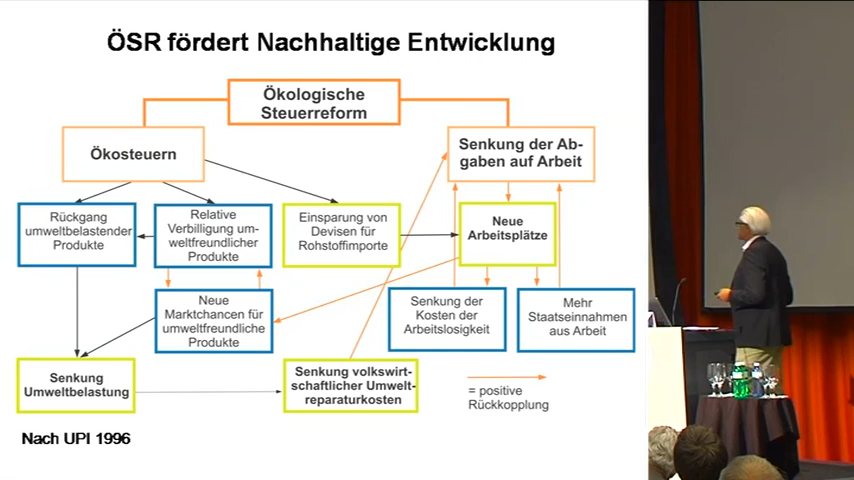 ÖSR fördert Nachhaltige Entwicklung
Ökologische
Steuerreform
Ökosteuern
Senkung der Ab-
gaben auf Arbeit
Rückgang
umweltbelastender
Produkte
Relative
Verbilligung um-
weltfreundlicher
Produkte
Einsparung von
Devisen für
Rohstoffimporte
Neue
Arbeitsplätze
Neue
Marktchancen für
umweltfreundliche
Produkte
Senkung der
Kosten der
Arbeitslosigkeit
Mehr
Staatseinnahmen
aus Arbeit
Senkung
Umweltbelastung
Senkung volkswirt-
schaftlicher Umwelt-
reparaturkosten
= positive
Rückkopplung
Nach UPI 1996